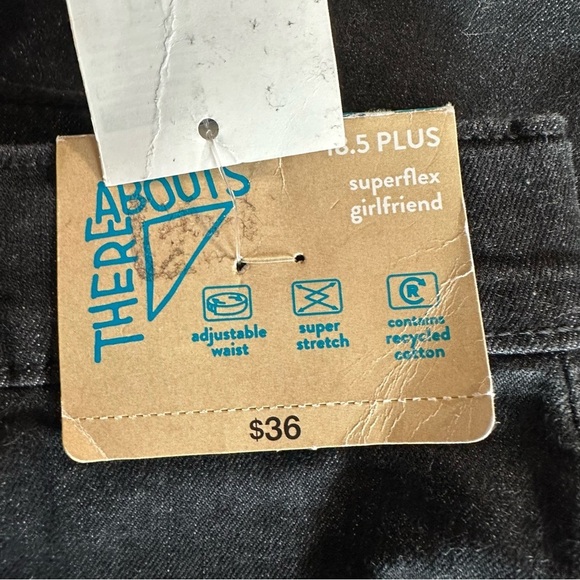 18.5 PLUS
superflex
girlfriend
THEREABOUTS
adjustable
waist
super
stretch
contains
recycled
cotton
R
$36